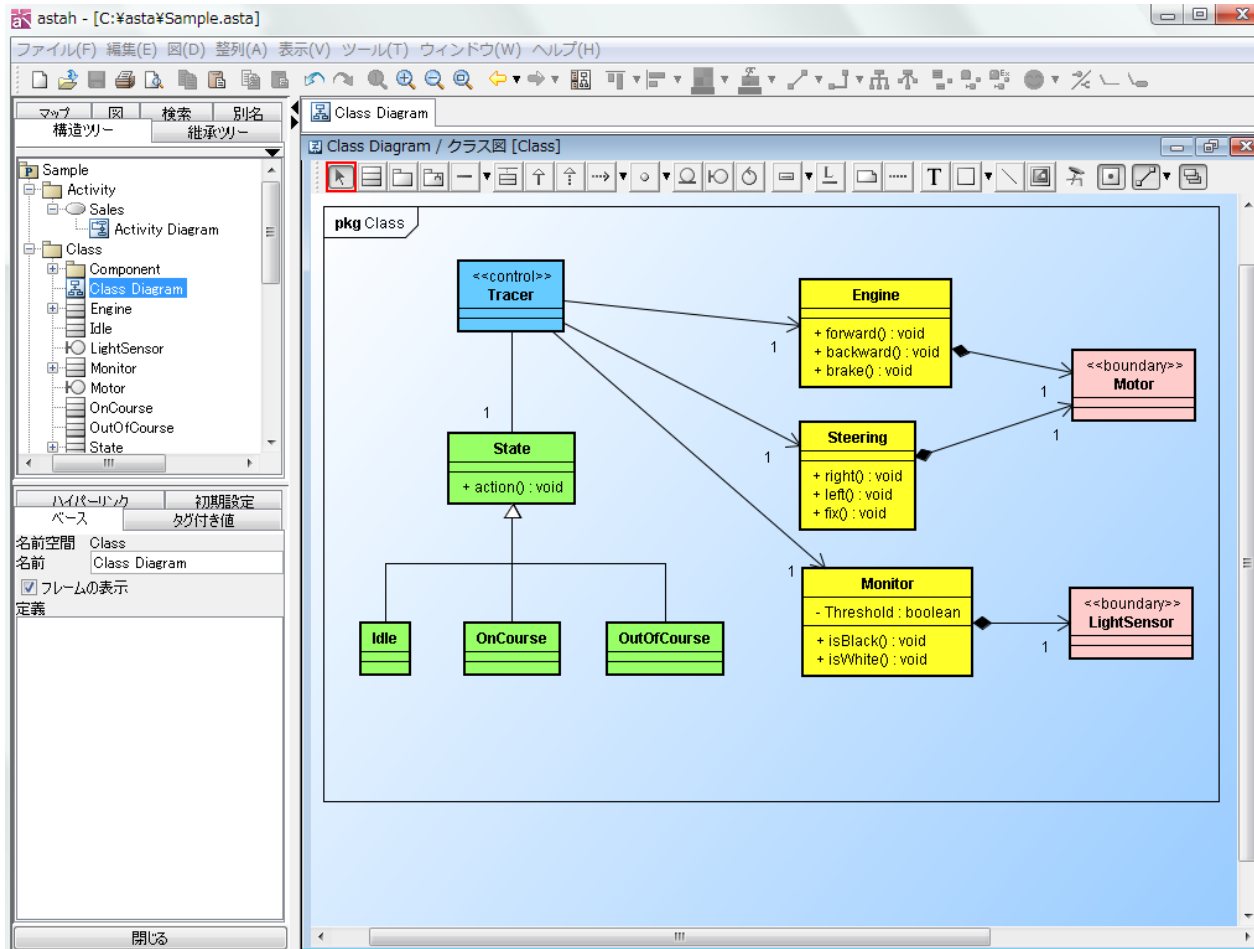 astah - [C:¥asta¥Sample.asta]
ファイル(F) 編集(E) 図(D) 整列(A) 表示(V) ツール(T) ウィンドウ(W) ヘルプ(H)
マップ 図 検索 別名
構造ツリー 継承ツリー
Sample
Activity
Sales
Activity Diagram
Class
Component
Class Diagram
Engine
Idle
LightSensor
Monitor
Motor
OnCourse
OutOfCourse
State
ハイパーリンク 初期設定
ベース タグ付き値
名前空間 Class
名前 Class Diagram
フレームの表示
定義
閉じる
Class Diagram
Class Diagram / クラス図 [Class]
T
pkg Class
<<control>>
Tracer
1
State
+ action() : void
Idle
OnCourse
OutOfCourse
1
Engine
+ forward() : void
+ backward() : void
+ brake() : void
1
Steering
+ right() : void
+ left() : void
+ fix() : void
1
Monitor
- Threshold : boolean
+ isBlack() : void
+ isWhite() : void
1
<<boundary>>
Motor
1
<<boundary>>
LightSensor
1